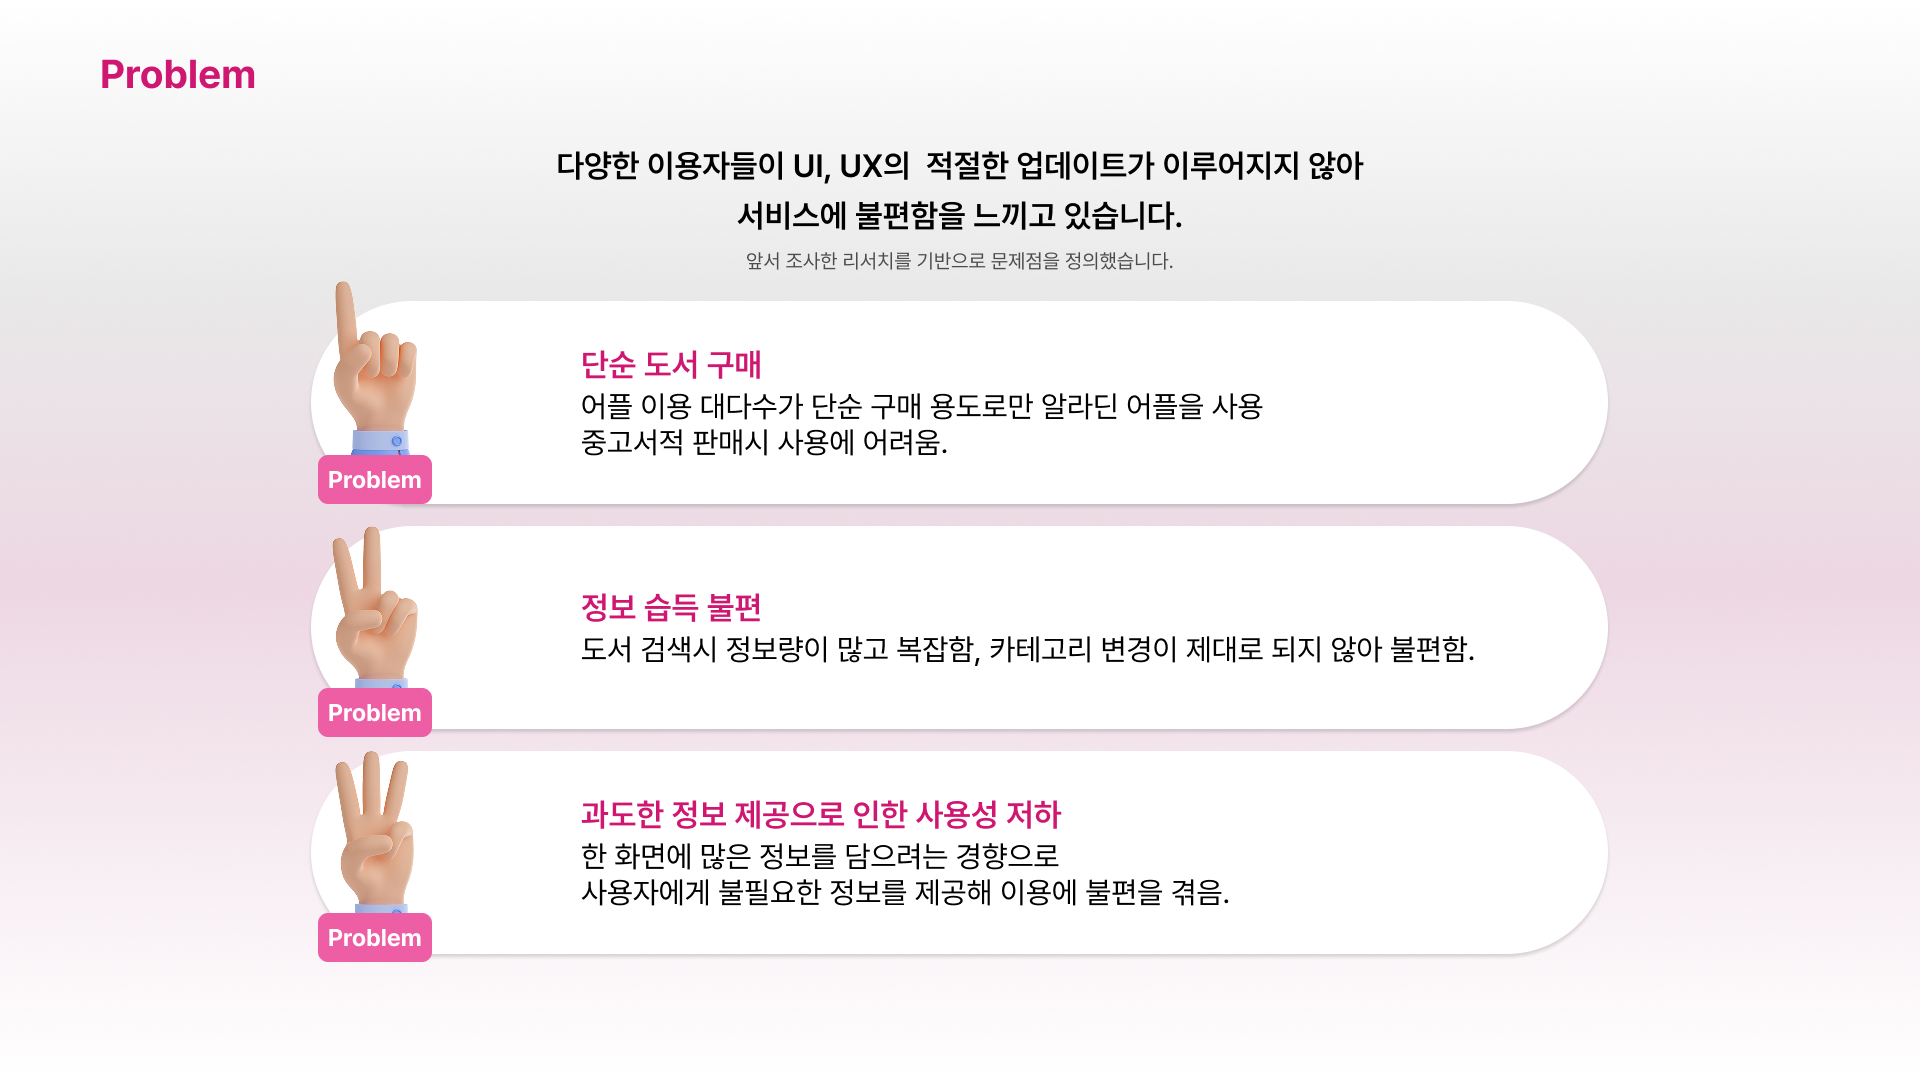 Problem
다양한 이용자들이 UI, UX의 적절한 업데이트가 이루어지지 않아
서비스에 불편함을 느끼고 있습니다.
앞서 조사한 리서치를 기반으로 문제점을 정의했습니다.
단순 도서 구매
어플 이용 대다수가 단순 구매 용도로만 알라딘 어플을 사용
중고서적 판매시 사용에 어려움.
Problem
정보 습득 불편
도서 검색시 정보량이 많고 복잡함, 카테고리 변경이 제대로 되지 않아 불편함.
Problem
과도한 정보 제공으로 인한 사용성 저하
한 화면에 많은 정보를 담으려는 경향으로
사용자에게 불필요한 정보를 제공해 이용에 불편을 겪음.
Problem